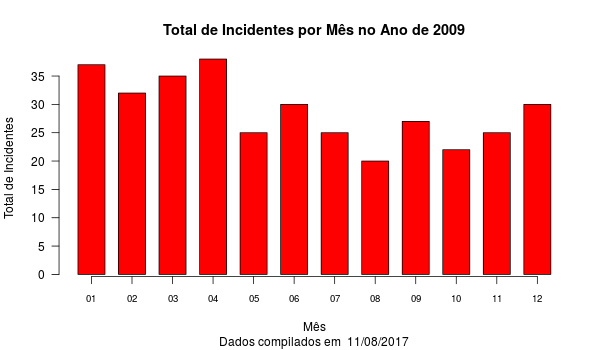 Total de Incidentes por Mês no Ano de 2009
Total de Incidentes
35
30
25
20
15
10
5
0
01 02 03 04 05 06 07 08 09 10 11 12
Mês
Dados compilados em 11/08/2017